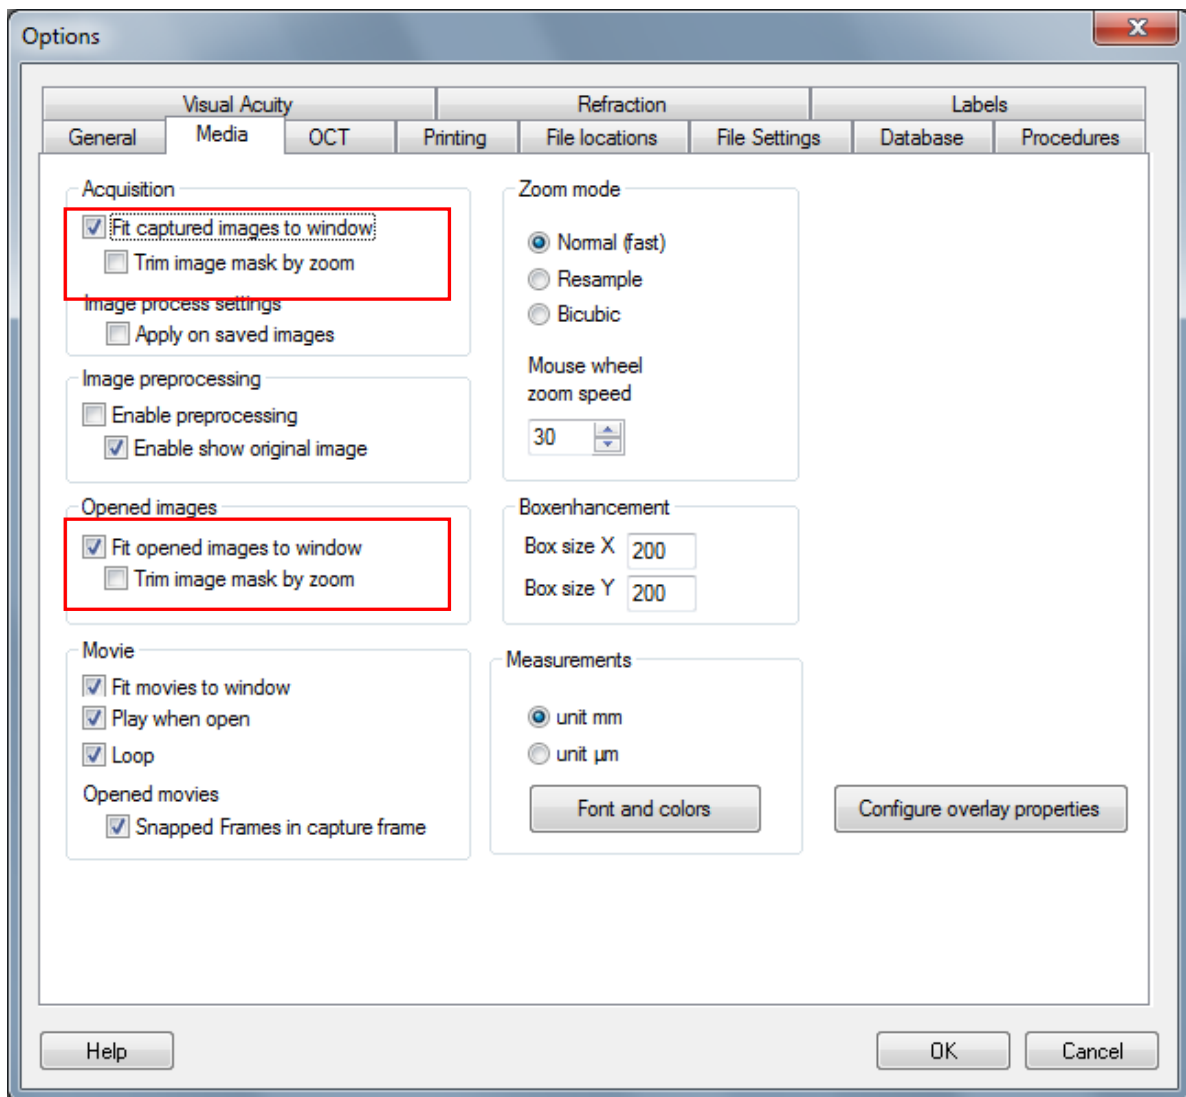 Options
Visual Acuity Refraction Labels
General Media OCT Printing File locations File Settings Database Procedures
Acquisition
Fit captured images to window
Trim image mask by zoom
Image process settings
Apply on saved images
Image preprocessing
Enable preprocessing
Enable show original image
Opened images
Fit opened images to window
Trim image mask by zoom
Movie
Fit movies to window
Play when open
Loop
Opened movies
Snapped Frames in capture frame
Zoom mode
Normal (fast)
Resample
Bicubic
Mouse wheel
zoom speed
30
Boxenhancement
Box size X 200
Box size Y 200
Measurements
unit mm
unit µm
Font and colors
Configure overlay properties
Help OK Cancel